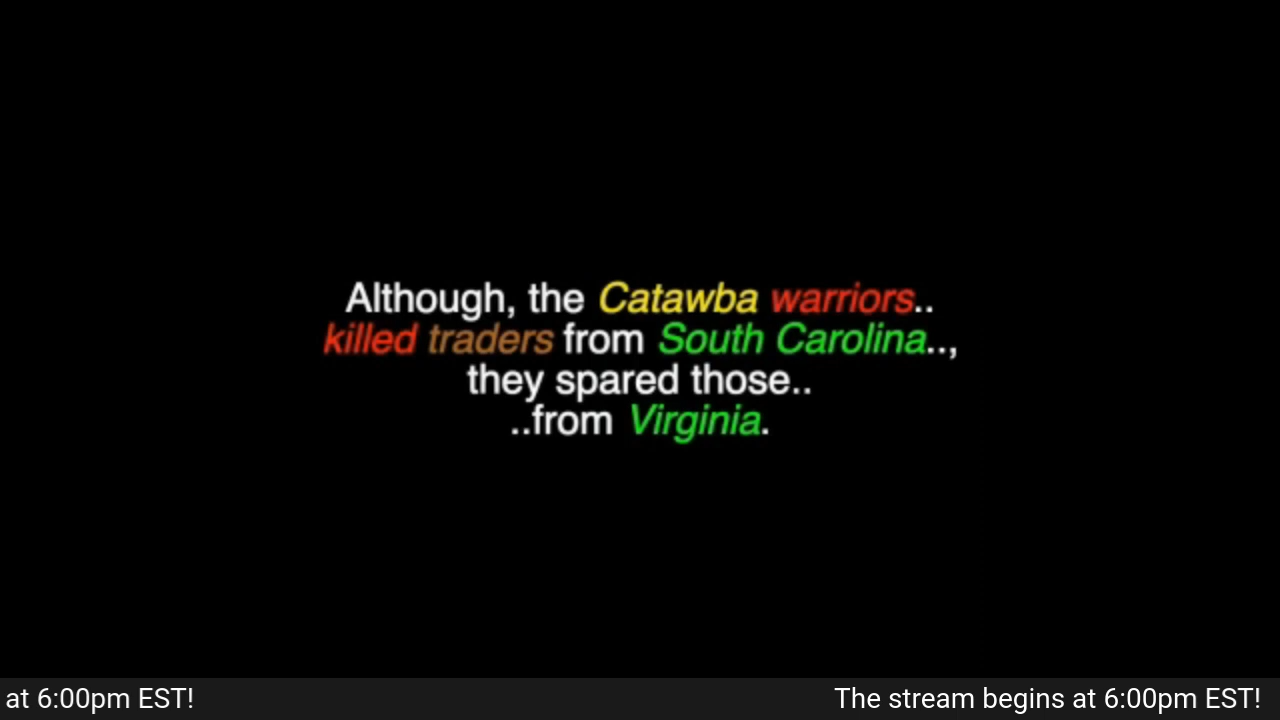 Although, the Catawba warriors..
killed traders from South Carolina..,
they spared those..
..from Virginia.
at 6:00pm EST!
The stream begins at 6:00pm EST!